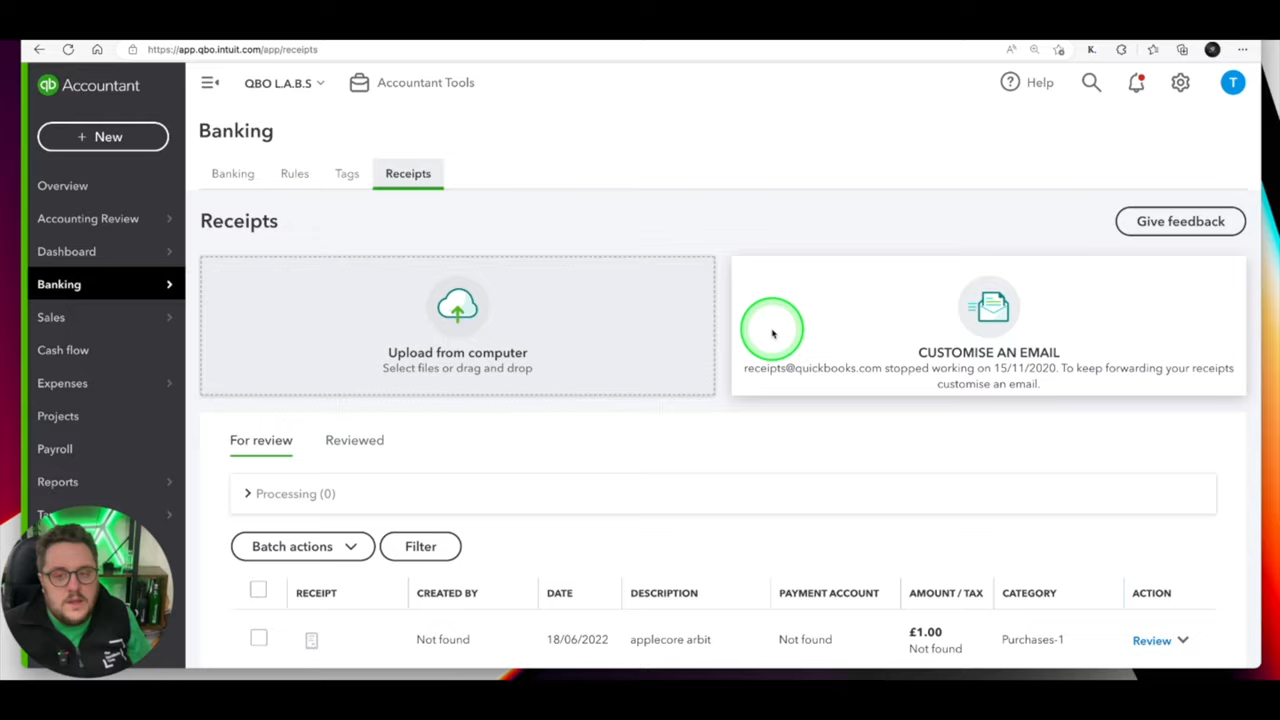 https://app.qbo.intuit.com/app/receipts
A
K.
qb Accountant
QBO L.A.B.S
Accountant Tools
Help
T
+ New
Overview
Accounting Review
Dashboard
Banking
Sales
Cash flow
Expenses
Projects
Payroll
Reports
Banking
Banking
Rules
Tags
Receipts
Receipts
Give feedback
Upload from computer
Select files or drag and drop
CUSTOMISE AN EMAIL
receipts@quickbooks.com stopped working on 15/11/2020. To keep forwarding your receipts
customise an email.
For review
Reviewed
Processing (0)
Batch actions
Filter
RECEIPT
CREATED BY
DATE
DESCRIPTION
PAYMENT ACCOUNT
AMOUNT / TAX
CATEGORY
ACTION
Not found
18/06/2022
applecore arbit
Not found
£1.00
Not found
Purchases-1
Review